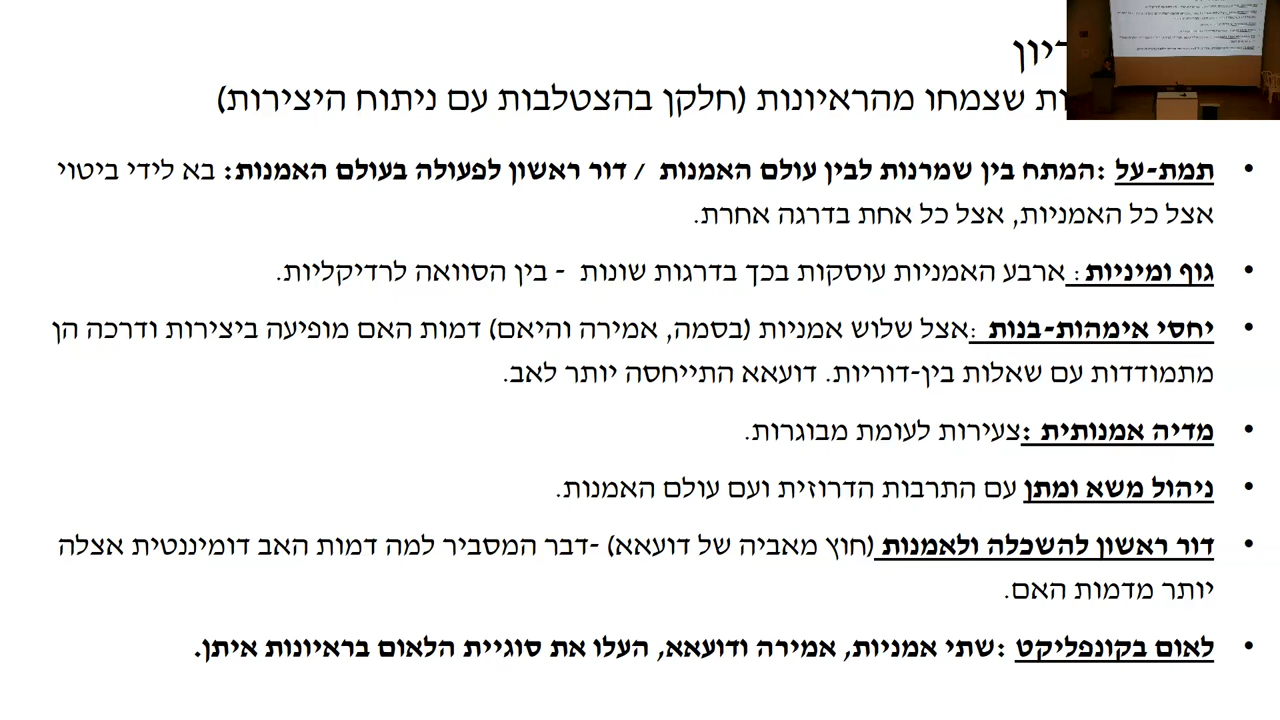 שצמחו מהראיונות (חלקן בהצטלבות עם ניתוח היצירות)
• תמת-על :המתח בין שמרנות לבין עולם האמנות / דור ראשון לפעולה בעולם האמנות: בא לידי ביטוי
אצל כל האמניות, אצל כל אחת בדרגה אחרת.
• גוף ומיניות : ארבע האמניות עוסקות בכך בדרגות שונות - בין הסוואה לרדיקליות.
• יחסי אימהות-בנות :אצל שלוש אמניות (בסמה, אמירה והיאם) דמות האם מופיעה ביצירות ודרכה הן
מתמודדות עם שאלות בין-דוריות. דועאא התייחסה יותר לאב.
• מדיה אמנותית :צעירות לעומת מבוגרות.
• ניהול משא ומתן עם התרבות הדרוזית ועם עולם האמנות.
• דור ראשון להשכלה ולאמנות (חוץ מאביה של דועאא) -דבר המסביר למה דמות האב דומיננטית אצלה
יותר מדמות האם.
• לאום בקונפליקט :שתי אמניות, אמירה ודועאא, העלו את סוגיית הלאום בראיונות איתן.